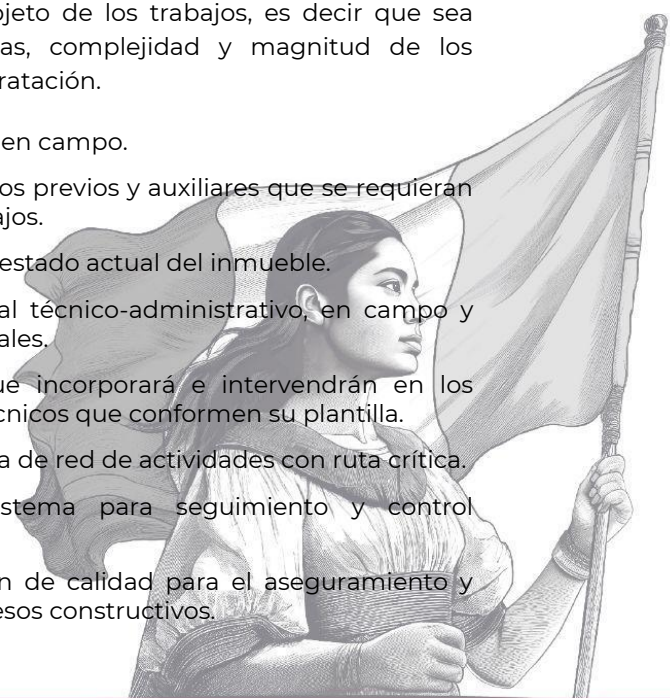 jeto de los trabajos, es decir que sea
as, complejidad y magnitud de los
ratación.
en campo.
os previos y auxiliares que se requieran
ajos.
estado actual del inmueble.
al técnico-administrativo, en campo y
ales.
ue incorporará e intervendrán en los
cnicos que conformen su plantilla.
a de red de actividades con ruta crítica.
stema para seguimiento y control
n de calidad para el aseguramiento y
esos constructivos.